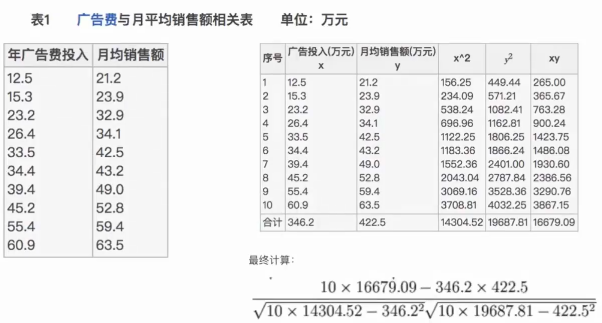 表1 广告费与月平均销售额相关表 单位：万元
年广告费投入 月均销售额
12.5 21.2
15.3 23.9
23.2 32.9
26.4 34.1
33.5 42.5
34.4 43.2
39.4 49.0
45.2 52.8
55.4 59.4
60.9 63.5
序号 广告投入(万元) x 月均销售额(万元) y x^2 y² xy
1 12.5 21.2 156.25 449.44 265.00
2 15.3 23.9 234.09 571.21 365.67
3 23.2 32.9 538.24 1082.41 763.28
4 26.4 34.1 696.96 1162.81 900.24
5 33.5 42.5 1122.25 1806.25 1423.75
6 34.4 43.2 1183.36 1866.24 1486.08
7 39.4 49.0 1552.36 2401.00 1930.60
8 45.2 52.8 2043.04 2787.84 2386.56
9 55.4 59.4 3069.16 3528.36 3290.76
10 60.9 63.5 3708.81 4032.25 3867.15
合计 346.2 422.5 14304.52 19687.81 16679.09
最终计算：
10 × 16679.09 − 346.2 × 422.5
√10 × 14304.52 − 346.2² √10 × 19687.81 − 422.5²